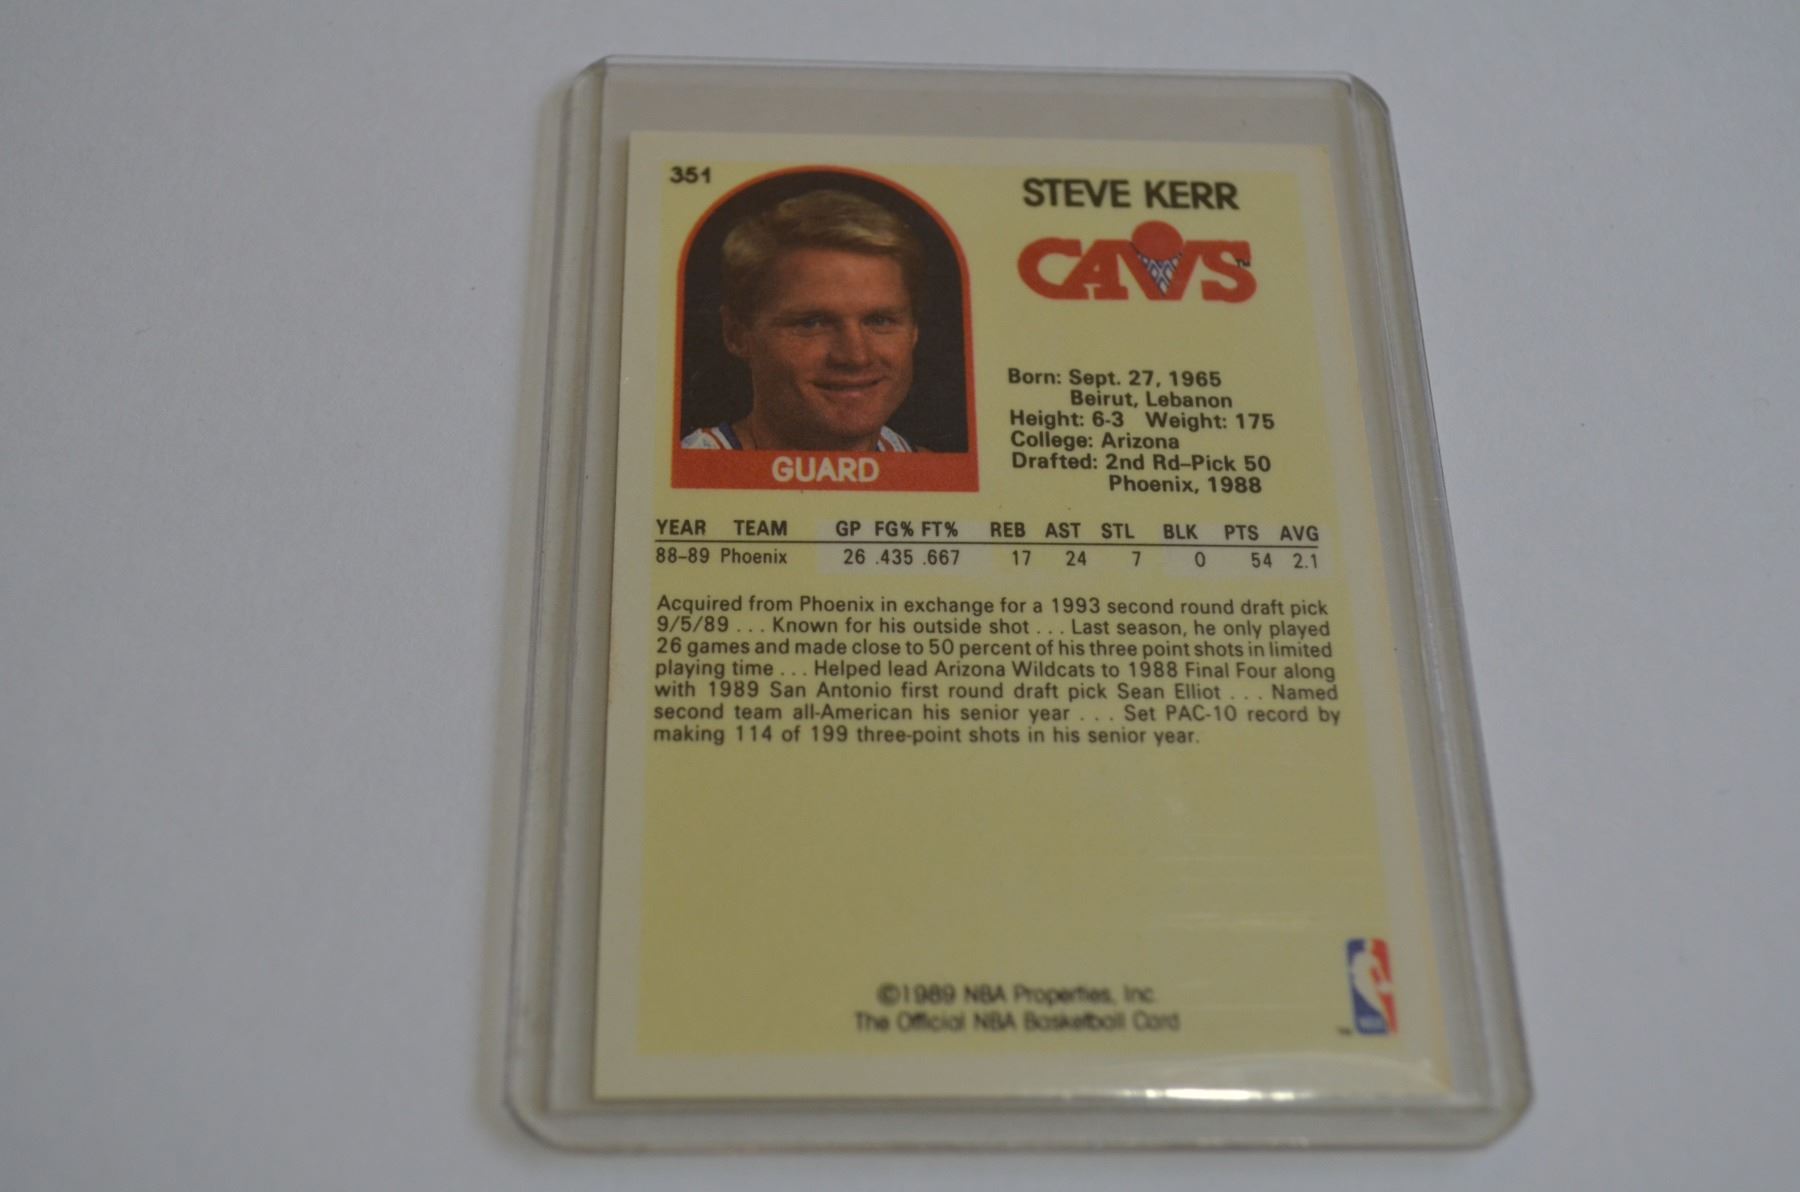 351
STEVE KERR
CAVS™
Born: Sept. 27, 1965
Beirut, Lebanon
Height: 6-3 Weight: 175
College: Arizona
Drafted: 2nd Rd–Pick 50
Phoenix, 1988
GUARD
YEAR TEAM GP FG% FT% REB AST STL BLK PTS AVG
88–89 Phoenix 26 .435 .667 17 24 7 0 54 2.1
Acquired from Phoenix in exchange for a 1993 second round draft pick
9/5/89 . . . Known for his outside shot . . . Last season, he only played
26 games and made close to 50 percent of his three point shots in limited
playing time . . . Helped lead Arizona Wildcats to 1988 Final Four along
with 1989 San Antonio first round draft pick Sean Elliot . . . Named
second team all-American his senior year . . . Set PAC-10 record by
making 114 of 199 three-point shots in his senior year.
©1989 NBA Properties, Inc.
The Official NBA Basketball Card